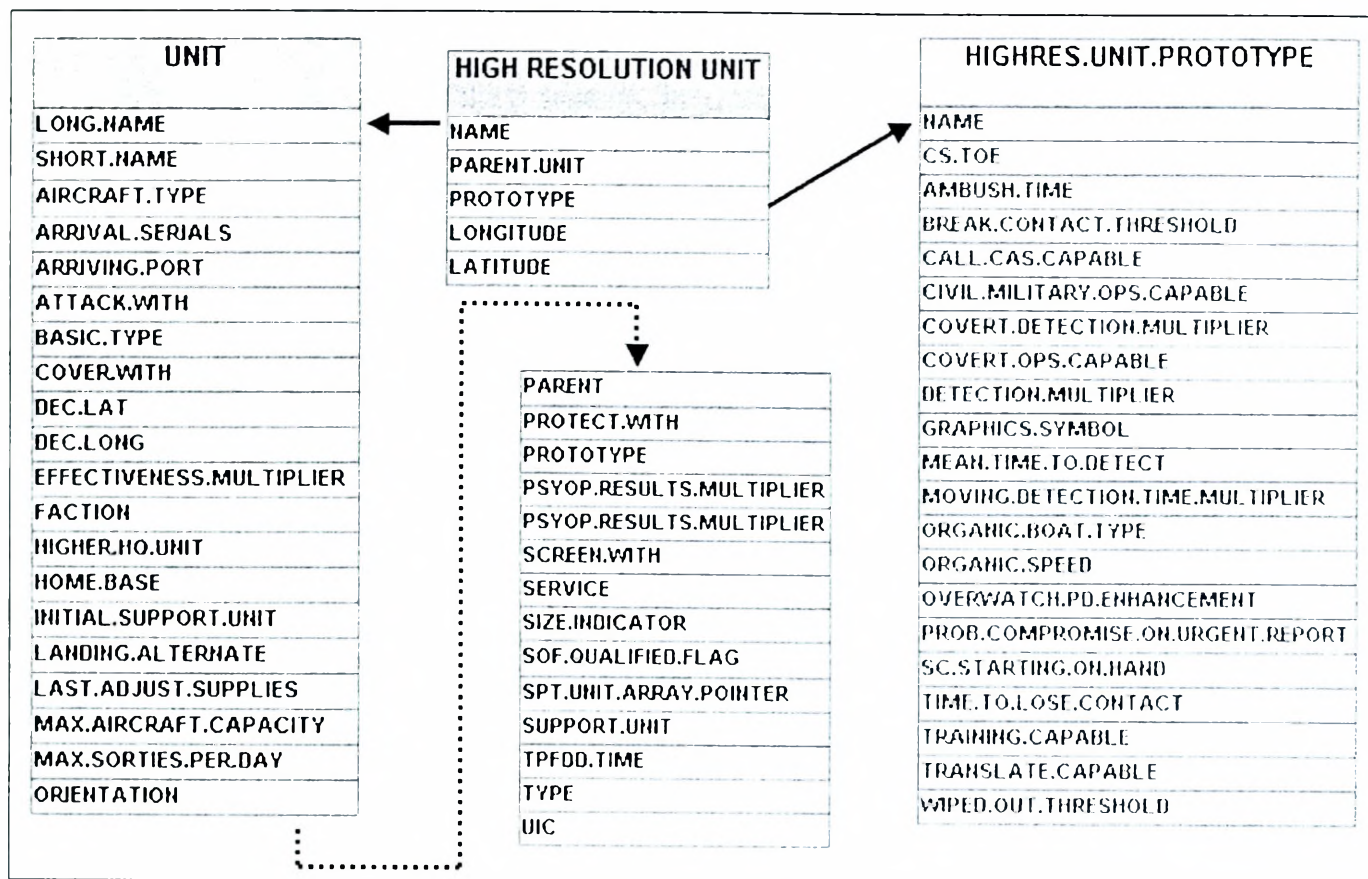 UNIT
LONG.NAME
SHORT.NAME
AIRCRAFT.TYPE
ARRIVAL.SERIALS
ARRIVING.PORT
ATTACK.WITH
BASIC.TYPE
COVER.WITH
DEC.LAT
DEC.LONG
EFFECTIVENESS.MULTIPLIER
FACTION
HIGHER.HQ.UNIT
HOME.BASE
INITIAL.SUPPORT.UNIT
LANDING.ALTERNATE
LAST.ADJUST.SUPPLIES
MAX.AIRCRAFT.CAPACITY
MAX.SORTIES.PER.DAY
ORIENTATION
HIGH RESOLUTION UNIT
NAME
PARENT.UNIT
PROTOTYPE
LONGITUDE
LATITUDE
PARENT
PROTECT.WITH
PROTOTYPE
PSYOP.RESULTS.MULTIPLIER
PSYOP.RESULTS.MULTIPLIER
SCREEN.WITH
SERVICE
SIZE.INDICATOR
SOF.QUALIFIED.FLAG
SPT.UNIT.ARRAY.POINTER
SUPPORT.UNIT
TPFDD.TIME
TYPE
UIC
HIGHRES.UNIT.PROTOTYPE
NAME
CS.TOE
AMBUSH.TIME
BREAK.CONTACT.THRESHOLD
CALL.CAS.CAPABLE
CIVIL.MILITARY.OPS.CAPABLE
COVERT.DETECTION.MULTIPLIER
COVERT.OPS.CAPABLE
DETECTION.MULTIPLIER
GRAPHICS.SYMBOL
MEAN.TIME.TO.DETECT
MOVING.DETECTION.TIME.MULTIPLIER
ORGANIC.BOAT.TYPE
ORGANIC.SPEED
OVERWATCH.PD.ENHANCEMENT
PROB.COMPROMISE.ON.URGENT.REPORT
SC.STARTING.ON.HAND
TIME.TO.LOSE.CONTACT
TRAINING.CAPABLE
TRANSLATE.CAPABLE
WIPED.OUT.THRESHOLD